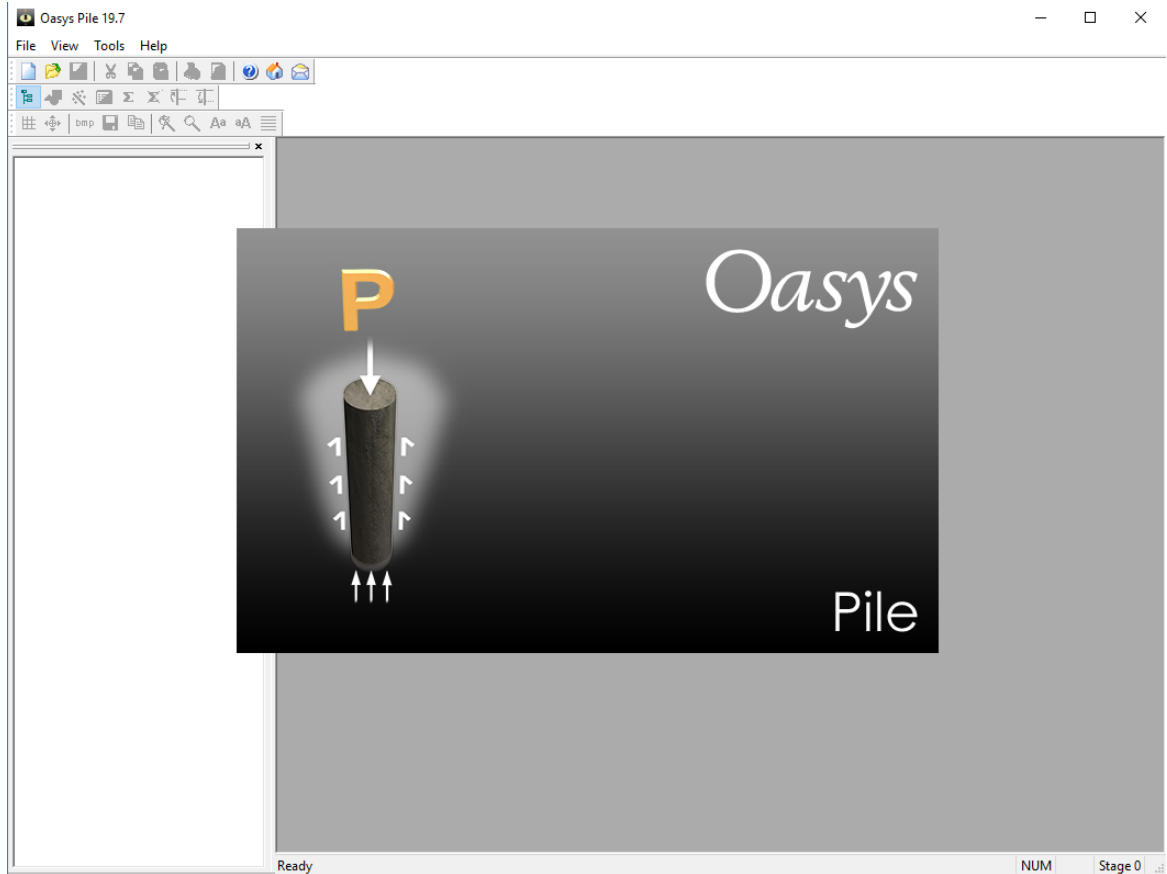 Oasys Pile 19.7
File View Tools Help
Σ Σ
bmp Aa aA
P
Oasys
Pile
Ready NUM Stage 0